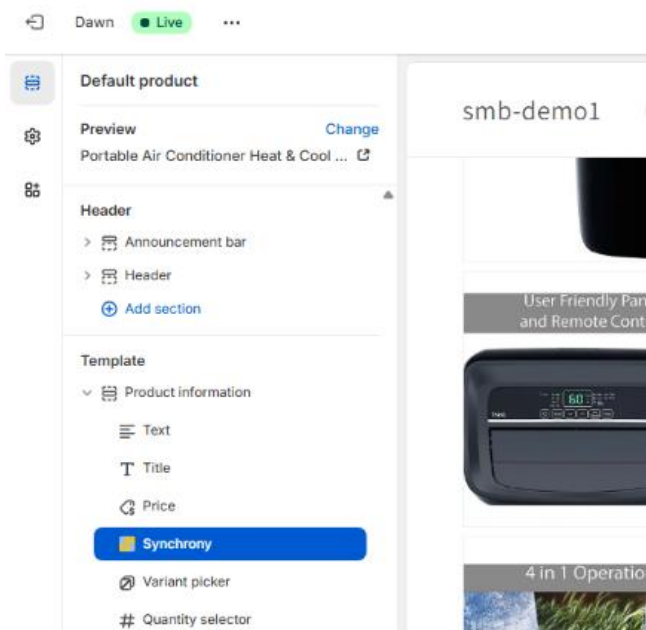 Dawn Live ...
Default product
Preview Change
Portable Air Conditioner Heat & Cool ...
Header
Announcement bar
Header
Add section
Template
Product information
Text
Title
Price
Synchrony
Variant picker
Quantity selector
smb-demo1
User Friendly Pan
and Remote Cont
60
4 in 1 Operatio